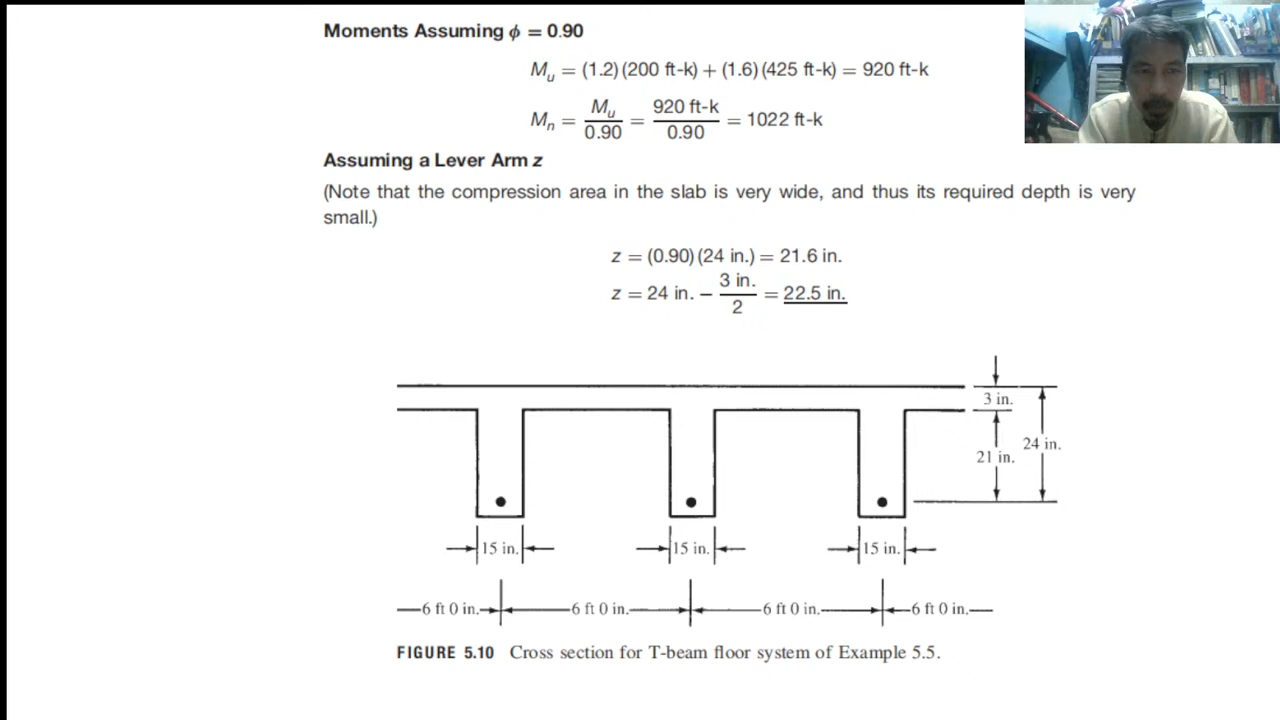 Moments Assuming ϕ = 0.90
Mu = (1.2)(200 ft-k) + (1.6)(425 ft-k) = 920 ft-k
Mn = Mu/0.90 = 920 ft-k/0.90 = 1022 ft-k
Assuming a Lever Arm z
(Note that the compression area in the slab is very wide, and thus its required depth is very
small.)
z = (0.90)(24 in.) = 21.6 in.
z = 24 in. − 3 in./2 = 22.5 in.
3 in.
24 in.
21 in.
15 in.
15 in.
15 in.
6 ft 0 in.
6 ft 0 in.
6 ft 0 in.
6 ft 0 in.
FIGURE 5.10 Cross section for T-beam floor system of Example 5.5.